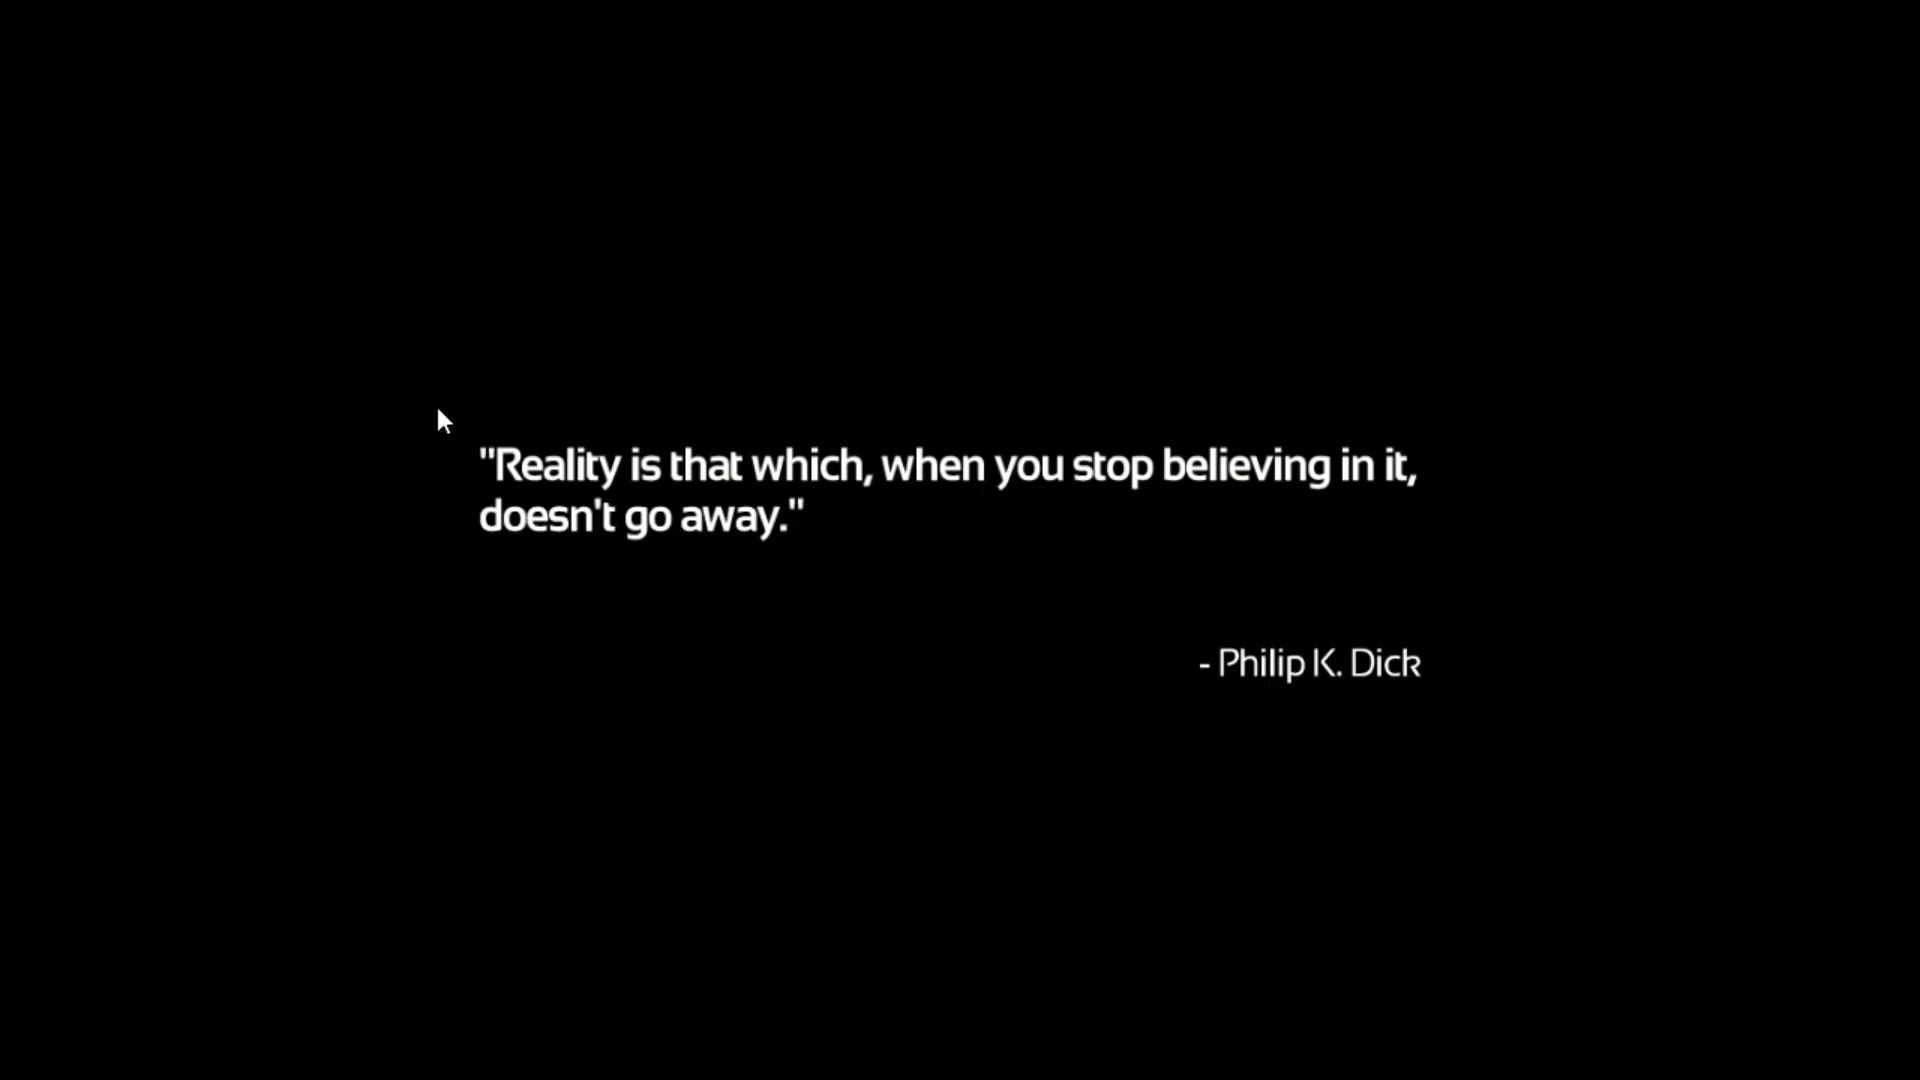 "Reality is that which, when you stop believing in it,
doesn't go away."
- Philip K. Dick